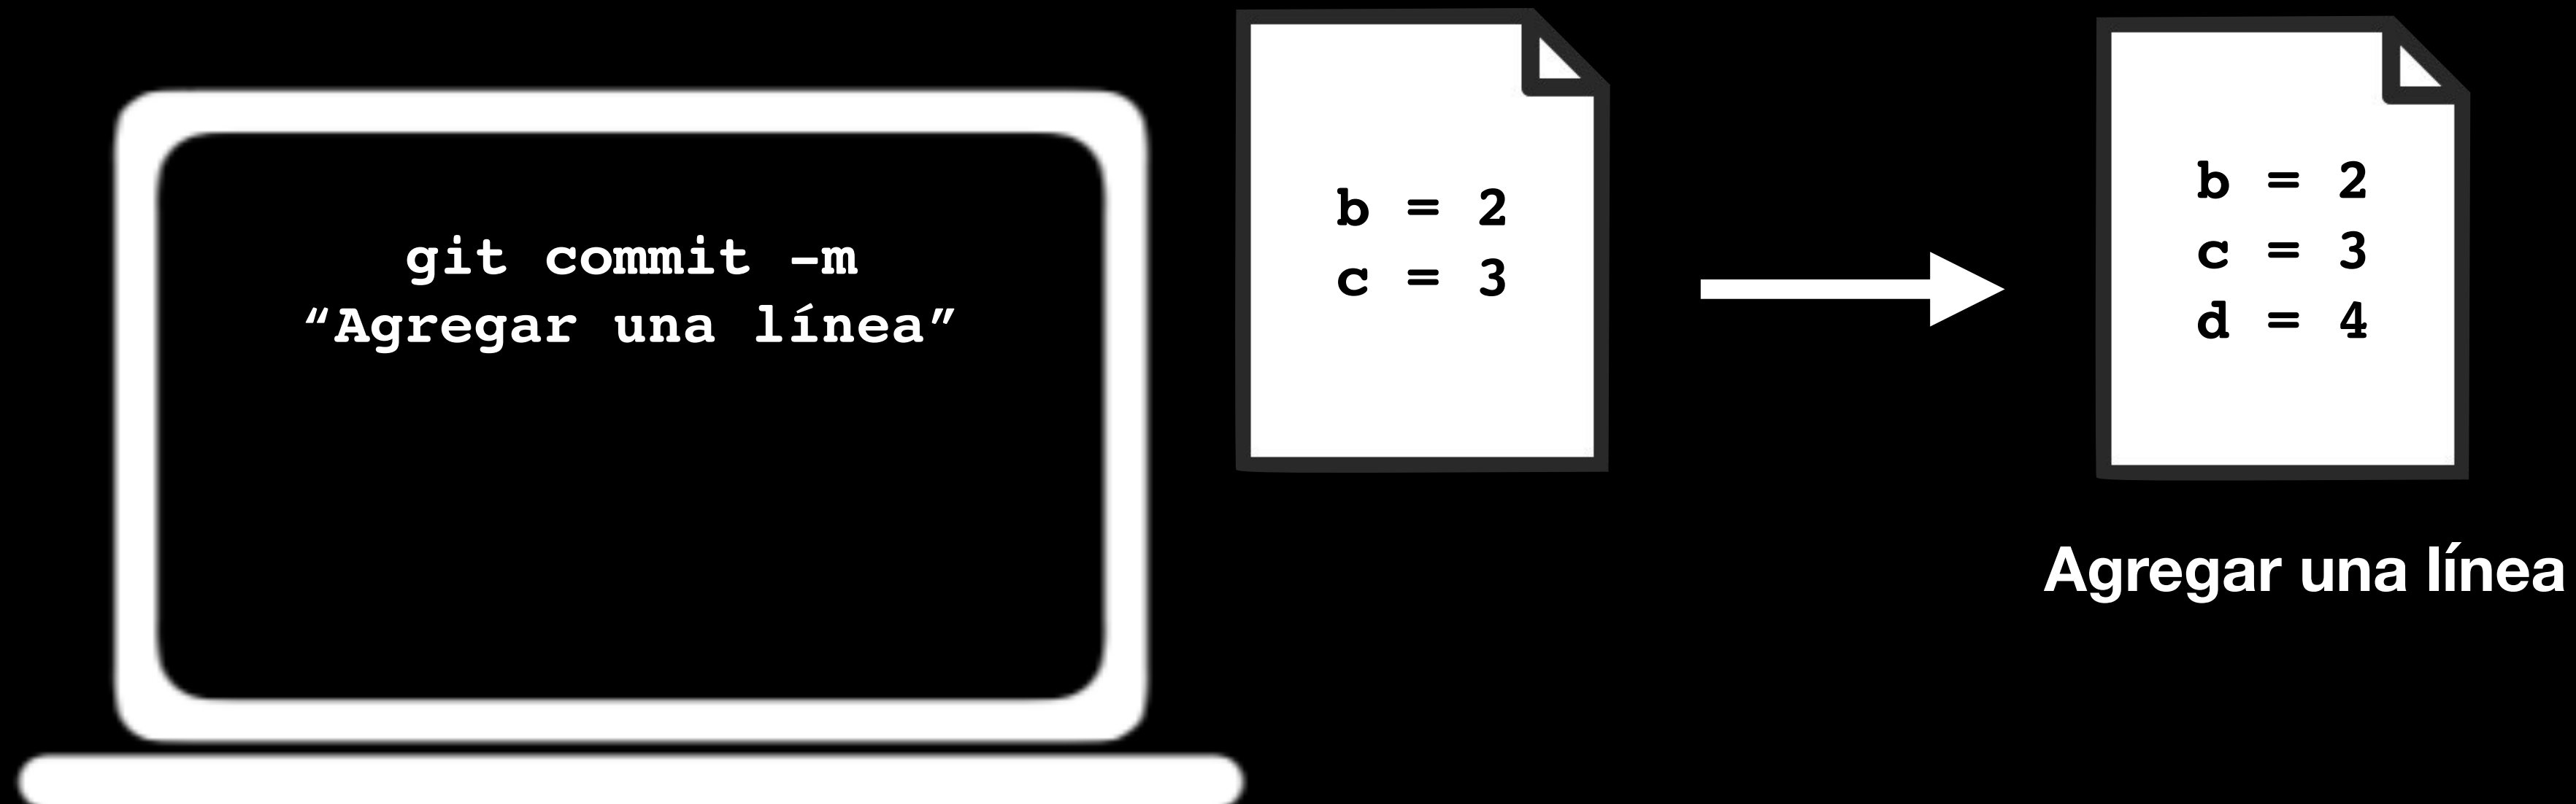 git commit -m
“Agregar una línea”
b = 2
c = 3
b = 2
c = 3
d = 4
Agregar una línea